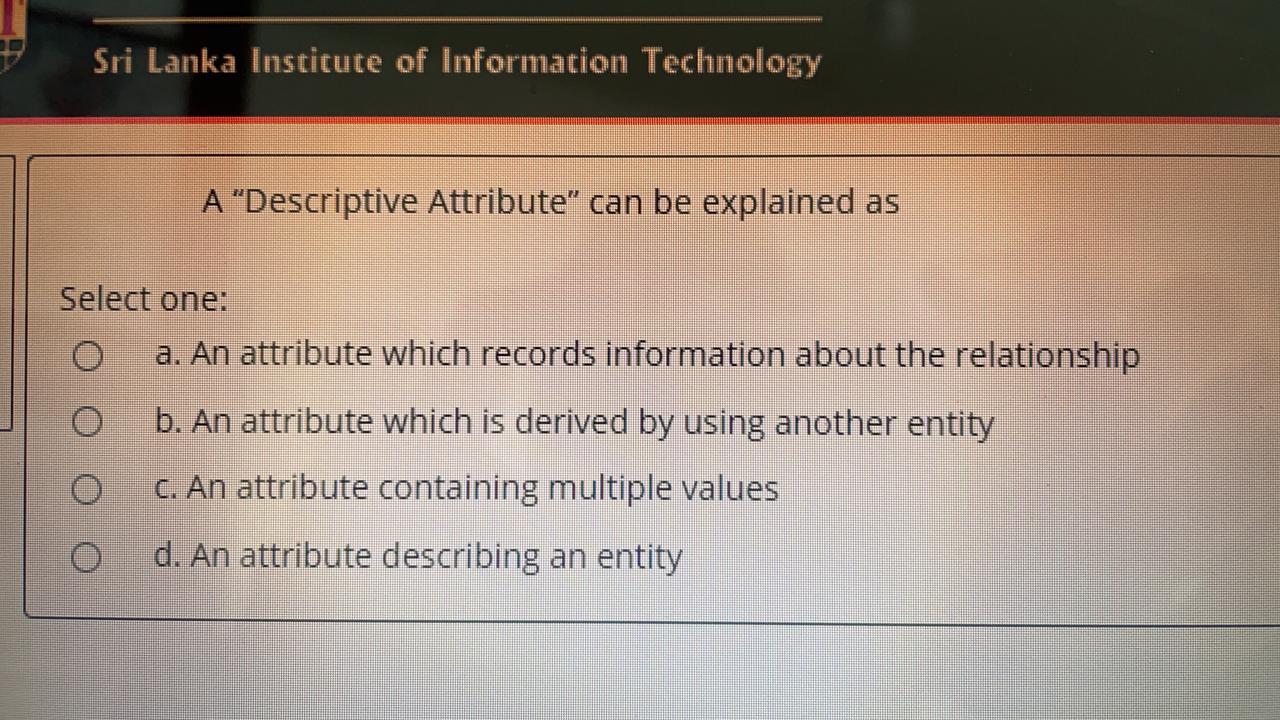 Sri Lanka Institute of Information Technology
A "Descriptive Attribute" can be explained as
Select one:
a. An attribute which records information about the relationship
b. An attribute which is derived by using another entity
c. An attribute containing multiple values
d. An attribute describing an entity